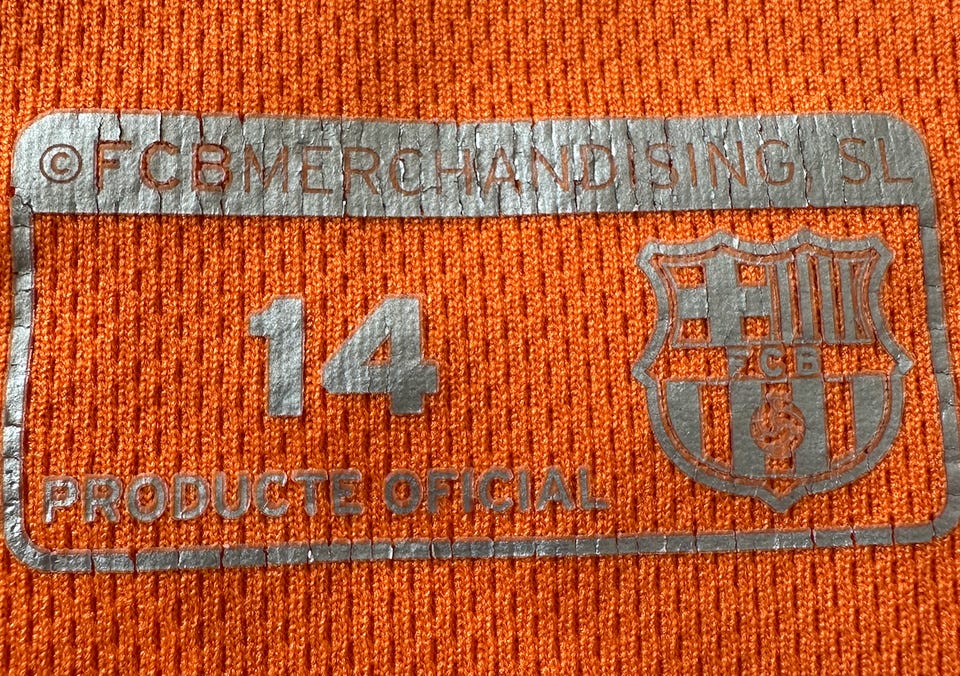 ©FCBMERCHANDISING SL
14
FCB
PRODUCTE OFICIAL